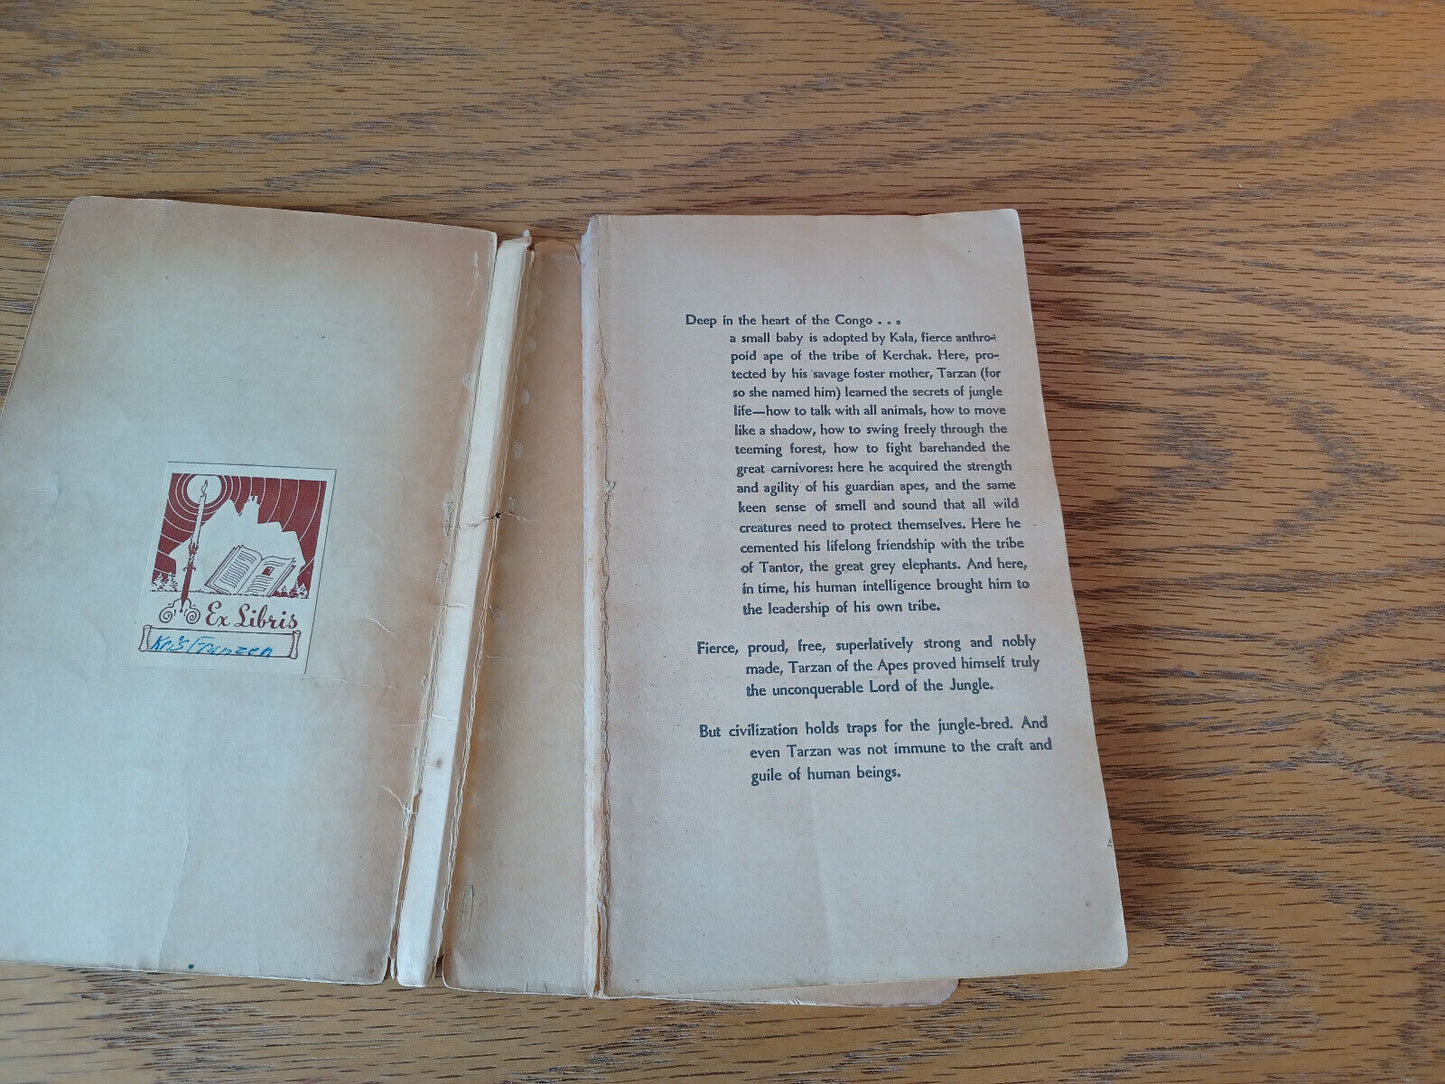 Ex Libris
Deep in the heart of the Congo . . .
a small baby is adopted by Kala, fierce anthro-
poid ape of the tribe of Kerchak. Here, pro-
tected by his savage foster mother, Tarzan (for
so she named him) learned the secrets of jungle
life—how to talk with all animals, how to move
like a shadow, how to swing freely through the
teeming forest, how to fight barehanded the
great carnivores: here he acquired the strength
and agility of his guardian apes, and the same
keen sense of smell and sound that all wild
creatures need to protect themselves. Here he
cemented his lifelong friendship with the tribe
of Tantor, the great grey elephants. And here,
in time, his human intelligence brought him to
the leadership of his own tribe.
Fierce, proud, free, superlatively strong and nobly
made, Tarzan of the Apes proved himself truly
the unconquerable Lord of the Jungle.
But civilization holds traps for the jungle-bred. And
even Tarzan was not immune to the craft and
guile of human beings.